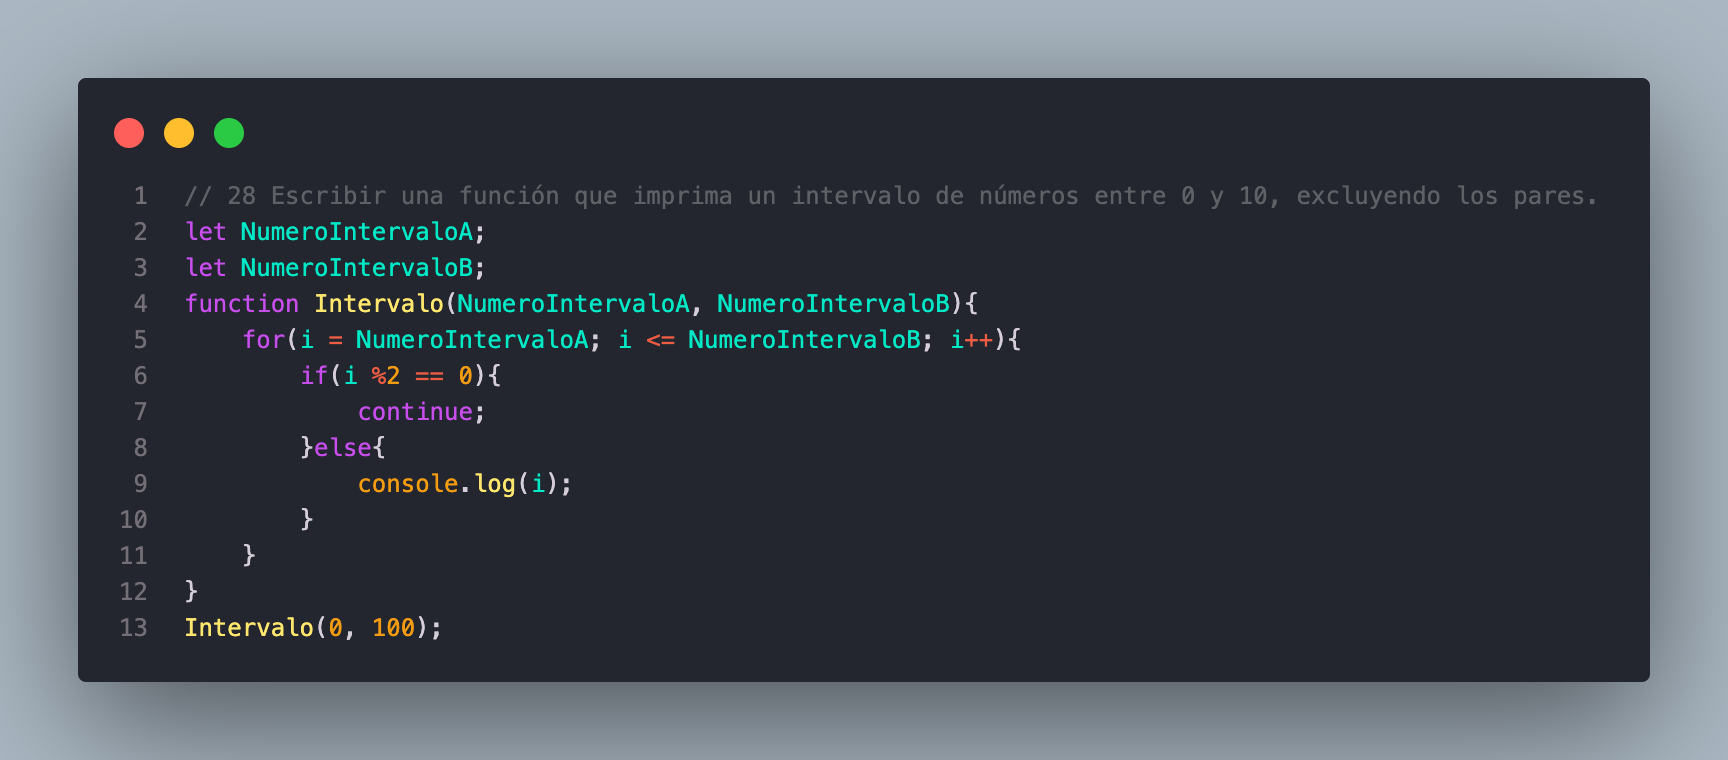 1 // 28 Escribir una función que imprima un intervalo de números entre 0 y 10, excluyendo los pares.
2 let NumeroIntervaloA;
3 let NumeroIntervaloB;
4 function Intervalo(NumeroIntervaloA, NumeroIntervaloB){
5     for(i = NumeroIntervaloA; i <= NumeroIntervaloB; i++){
6         if(i %2 == 0){
7             continue;
8         }else{
9             console.log(i);
10         }
11     }
12 }
13 Intervalo(0, 100);